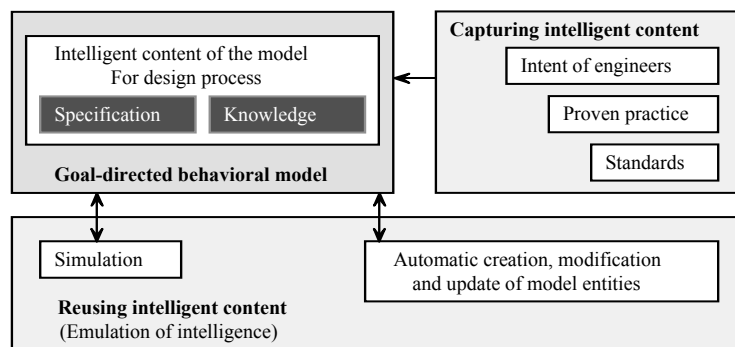 Intelligent content of the model
For design process
Specification
Knowledge
Goal-directed behavioral model
Capturing intelligent content
Intent of engineers
Proven practice
Standards
Simulation
Automatic creation, modification
and update of model entities
Reusing intelligent content
(Emulation of intelligence)